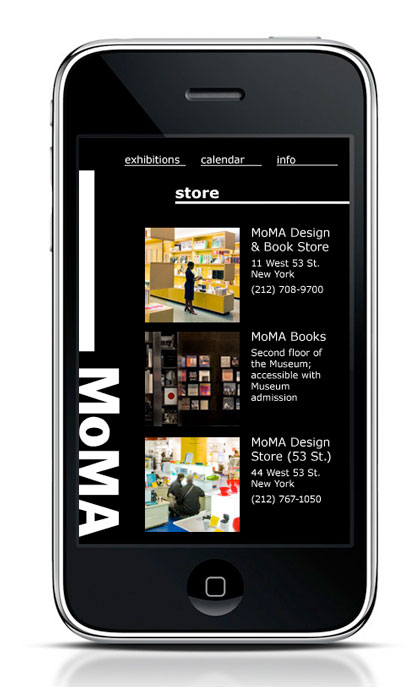 exhibitions calendar info
store
MoMA
MoMA Design
& Book Store
11 West 53 St.
New York
(212) 708-9700
MoMA Books
Second floor of
the Museum;
accessible with
Museum
admission
MoMA Design
Store (53 St.)
44 West 53 St.
New York
(212) 767-1050